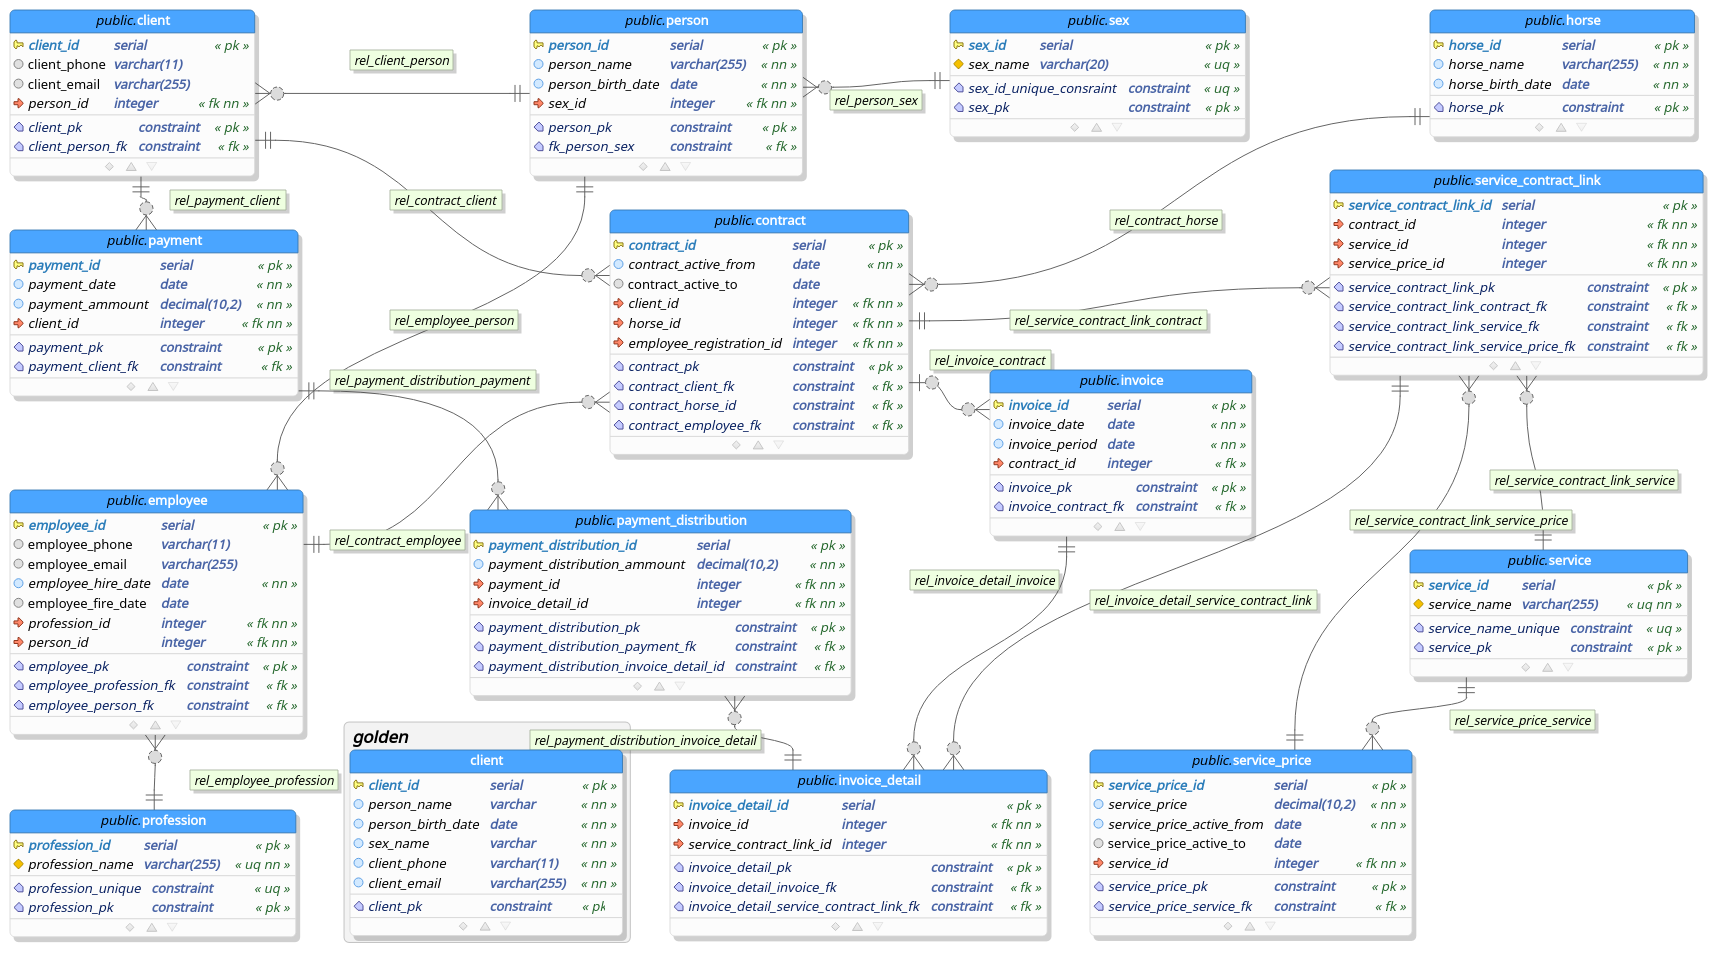 public.client
client_id serial « pk »
client_phone varchar(11)
client_email varchar(255)
person_id integer « fk nn »
client_pk constraint « pk »
client_person_fk constraint « fk »
rel_client_person
public.person
person_id serial « pk »
person_name varchar(255) « nn »
person_birth_date date « nn »
sex_id integer « fk nn »
person_pk constraint « pk »
fk_person_sex constraint « fk »
rel_person_sex
public.sex
sex_id serial « pk »
sex_name varchar(20) « uq »
sex_id_unique_consraint constraint « uq »
sex_pk constraint « pk »
public.horse
horse_id serial « pk »
horse_name varchar(255) « nn »
horse_birth_date date « nn »
horse_pk constraint « pk »
rel_payment_client
rel_contract_client
rel_contract_horse
public.service_contract_link
service_contract_link_id serial « pk »
contract_id integer « fk nn »
service_id integer « fk nn »
service_price_id integer « fk nn »
service_contract_link_pk constraint « pk »
service_contract_link_contract_fk constraint « fk »
service_contract_link_service_fk constraint « fk »
service_contract_link_service_price_fk constraint « fk »
public.payment
payment_id serial « pk »
payment_date date « nn »
payment_ammount decimal(10,2) « nn »
client_id integer « fk nn »
payment_pk constraint « pk »
payment_client_fk constraint « fk »
public.contract
contract_id serial « pk »
contract_active_from date « nn »
contract_active_to date
client_id integer « fk nn »
horse_id integer « fk nn »
employee_registration_id integer « fk nn »
contract_pk constraint « pk »
contract_client_fk constraint « fk »
contract_horse_id constraint « fk »
contract_employee_fk constraint « fk »
rel_employee_person
rel_service_contract_link_contract
rel_invoice_contract
rel_payment_distribution_payment
public.invoice
invoice_id serial « pk »
invoice_date date « nn »
invoice_period date « nn »
contract_id integer « fk »
invoice_pk constraint « pk »
invoice_contract_fk constraint « fk »
rel_service_contract_link_service
rel_service_contract_link_service_price
public.employee
employee_id serial « pk »
employee_phone varchar(11)
employee_email varchar(255)
employee_hire_date date « nn »
employee_fire_date date
profession_id integer « fk nn »
person_id integer « fk nn »
employee_pk constraint « pk »
employee_profession_fk constraint « fk »
employee_person_fk constraint « fk »
rel_contract_employee
public.payment_distribution
payment_distribution_id serial « pk »
payment_distribution_ammount decimal(10,2) « nn »
payment_id integer « fk nn »
invoice_detail_id integer « fk nn »
payment_distribution_pk constraint « pk »
payment_distribution_payment_fk constraint « fk »
payment_distribution_invoice_detail_id constraint « fk »
rel_invoice_detail_invoice
rel_invoice_detail_service_contract_link
public.service
service_id serial « pk »
service_name varchar(255) « uq nn »
service_name_unique constraint « uq »
service_pk constraint « pk »
rel_service_price_service
rel_payment_distribution_invoice_detail
rel_employee_profession
public.profession
profession_id serial « pk »
profession_name varchar(255) « uq nn »
profession_unique constraint « uq »
profession_pk constraint « pk »
golden
client
client_id serial « pk »
person_name varchar « nn »
person_birth_date date « nn »
sex_name varchar « nn »
client_phone varchar(11) « nn »
client_email varchar(255) « nn »
client_pk constraint « pk
public.invoice_detail
invoice_detail_id serial « pk »
invoice_id integer « fk nn »
service_contract_link_id integer « fk nn »
invoice_detail_pk constraint « pk »
invoice_detail_invoice_fk constraint « fk »
invoice_detail_service_contract_link_fk constraint « fk »
public.service_price
service_price_id serial « pk »
service_price decimal(10,2) « nn »
service_price_active_from date « nn »
service_price_active_to date
service_id integer « fk nn »
service_price_pk constraint « pk »
service_price_service_fk constraint « fk »